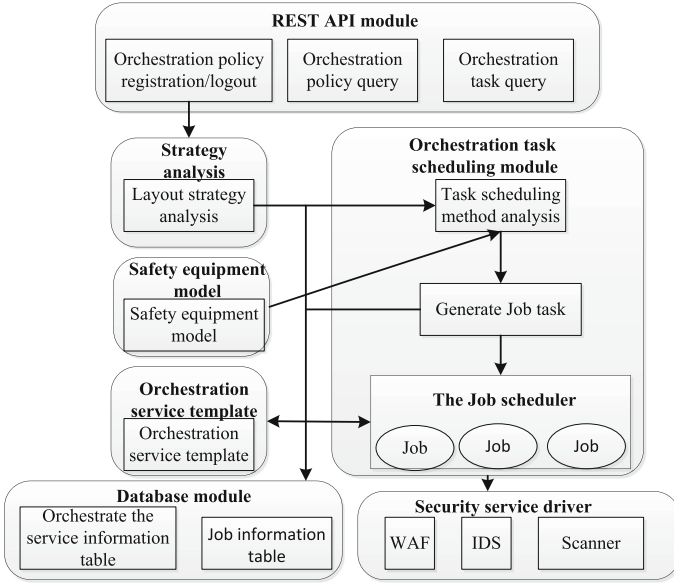 REST API module
Orchestration policy
registration/logout
Orchestration
policy query
Orchestration
task query
Strategy
analysis
Layout strategy
analysis
Orchestration task
scheduling module
Task scheduling
method analysis
Safety equipment
model
Safety equipment
model
Generate Job task
Orchestration
service template
Orchestration
service template
The Job scheduler
Job
Job
Job
Database module
Orchestrate the
service information
table
Job information
table
Security service driver
WAF
IDS
Scanner